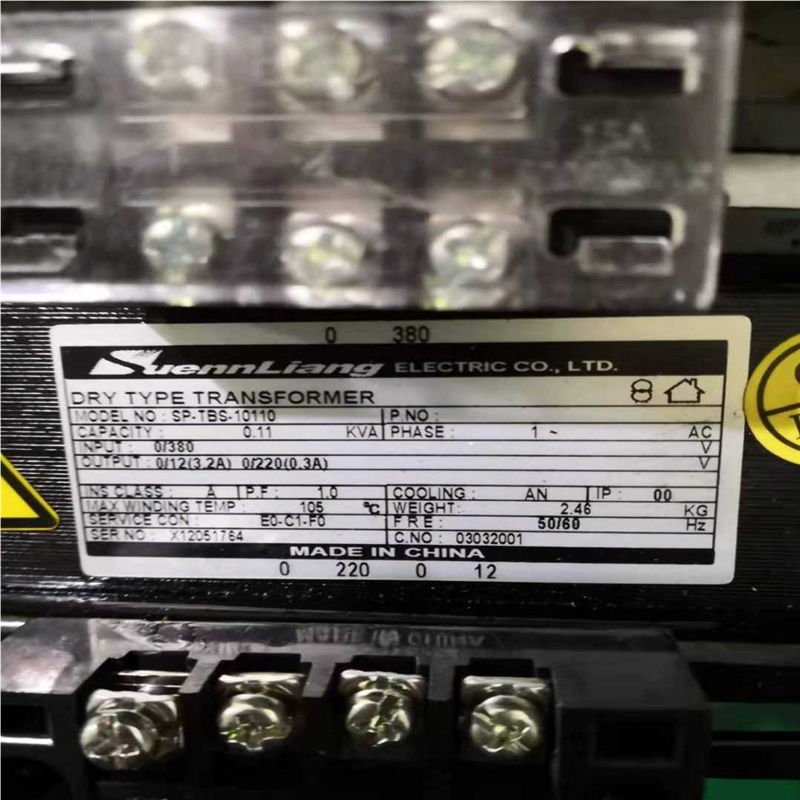 0 380
ShuennLiang ELECTRIC CO., LTD.
DRY TYPE TRANSFORMER
MODEL NO : SP-TBS-10110 P.NO :
CAPACITY : 0.11 KVA PHASE : 1 ~ AC
INPUT : 0/380 V
OUTPUT : 0/12(3.2A) 0/220(0.3A) V
INS CLASS : A P.F : 1.0 COOLING : AN IP : 00
MAX WINDING TEMP : 105 ℃ WEIGHT : 2.46 KG
SERVICE CON : E0-C1-F0 FRE : 50/60 Hz
SER NO : X12051764 C.NO : 03032001
MADE IN CHINA
0 220 0 12